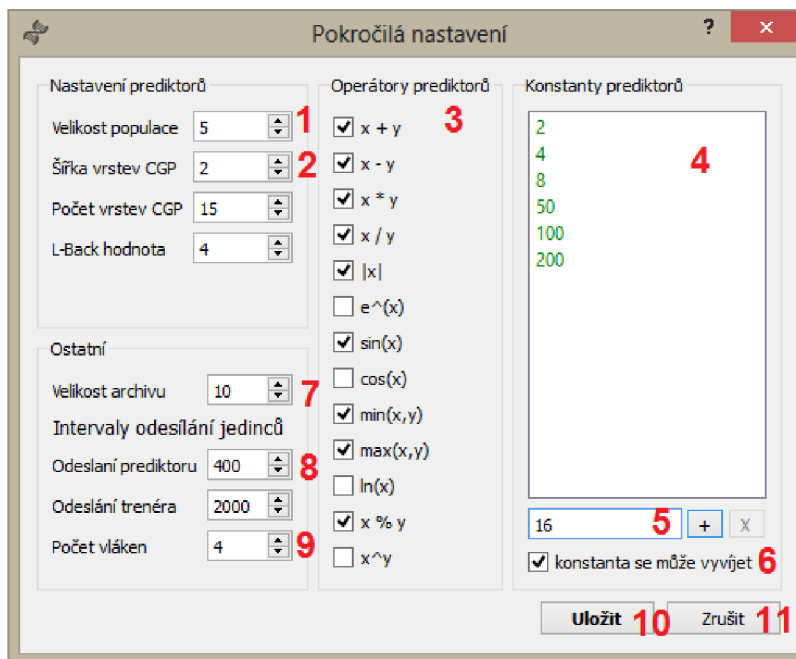 Pokročilá nastavení ? ×
Nastavení prediktorů
Velikost populace 5 1
Šířka vrstev CGP 2 2
Počet vrstev CGP 15
L-Back hodnota 4
Ostatní
Velikost archivu 10 7
Intervaly odesílání jedinců
Odeslaní prediktoru 400 8
Odeslání trenéra 2000
Počet vláken 4 9
Operátory prediktorů
x + y 3
x - y
x * y
x / y
|x|
e^(x)
sin(x)
cos(x)
min(x,y)
max(x,y)
ln(x)
x % y
x^y
Konstanty prediktorů
2
4 4
8
50
100
200
16 5 + X
konstanta se může vyvíjet 6
Uložit 10 Zrušit 11